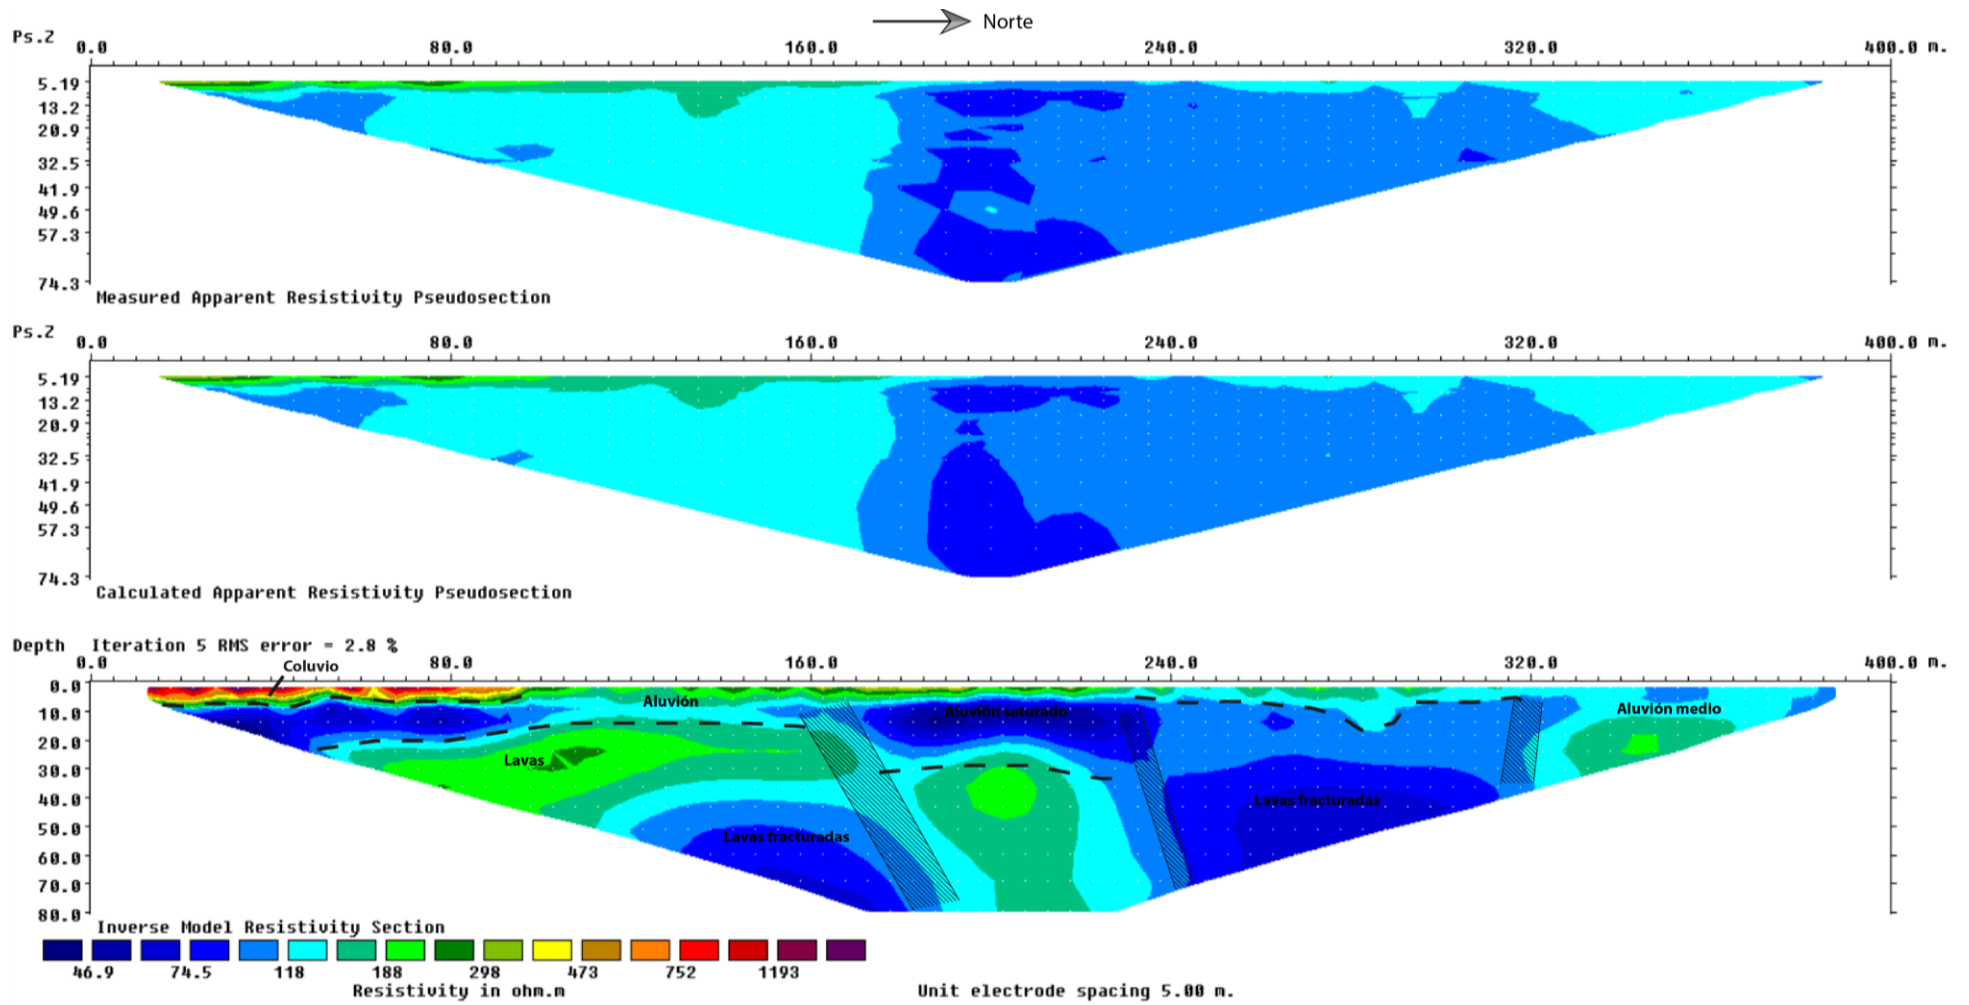 Norte
Ps.Z 0.0 80.0 160.0 240.0 320.0 400.0 m.
5.19
13.2
20.9
32.5
41.9
49.6
57.3
74.3
Measured Apparent Resistivity Pseudosection
Ps.Z 0.0 80.0 160.0 240.0 320.0 400.0 m.
5.19
13.2
20.9
32.5
41.9
49.6
57.3
74.3
Calculated Apparent Resistivity Pseudosection
Depth Iteration 5 RMS error = 2.8 %
0.0 80.0 160.0 240.0 320.0 400.0 m.
Coluvio
0.0
Aluvión
Aluvión medio
10.0
Aluvión saturado
20.0
Lavas
30.0
40.0
Lavas fracturadas
50.0
Lavas fracturadas
60.0
70.0
80.0
Inverse Model Resistivity Section
46.9 74.5 118 188 298 473 752 1193
Resistivity in ohm.m
Unit electrode spacing 5.00 m.